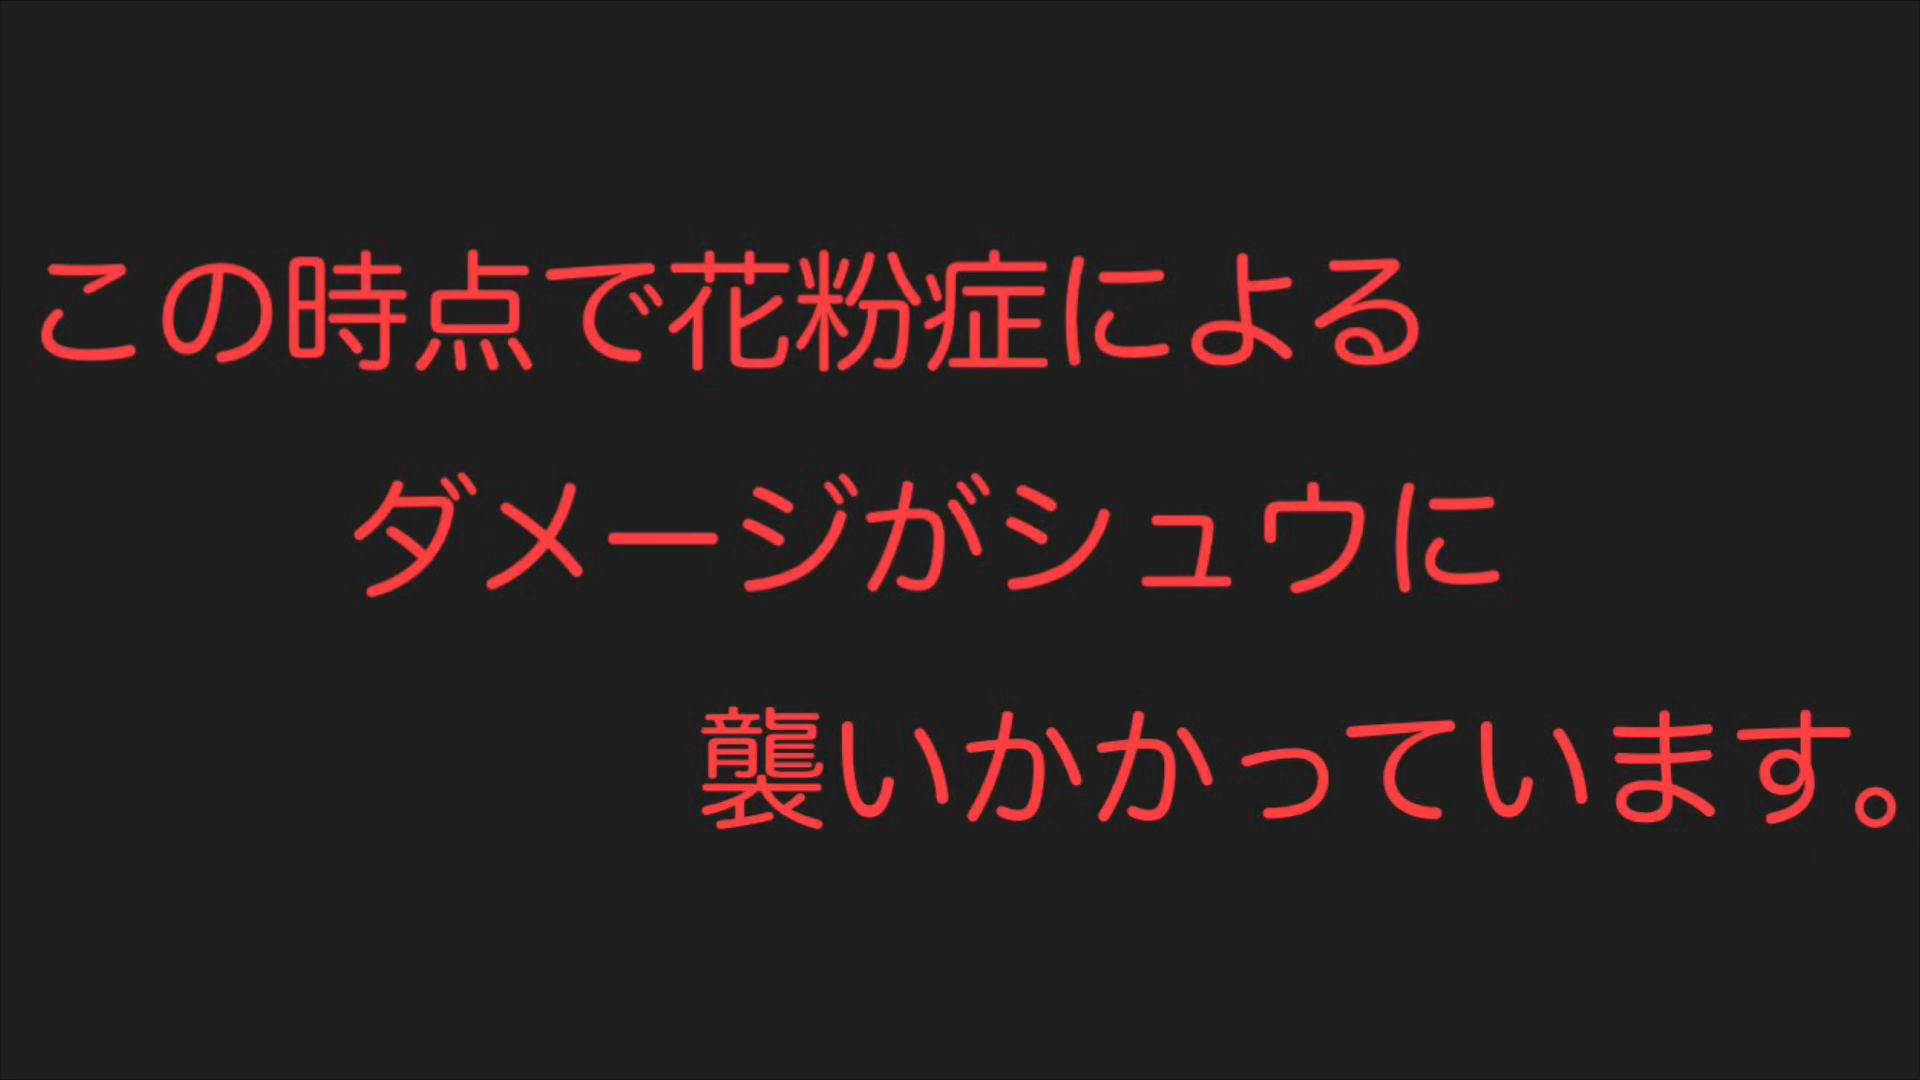 この時点で花粉症による
ダメージがシュウに
襲いかかっています。